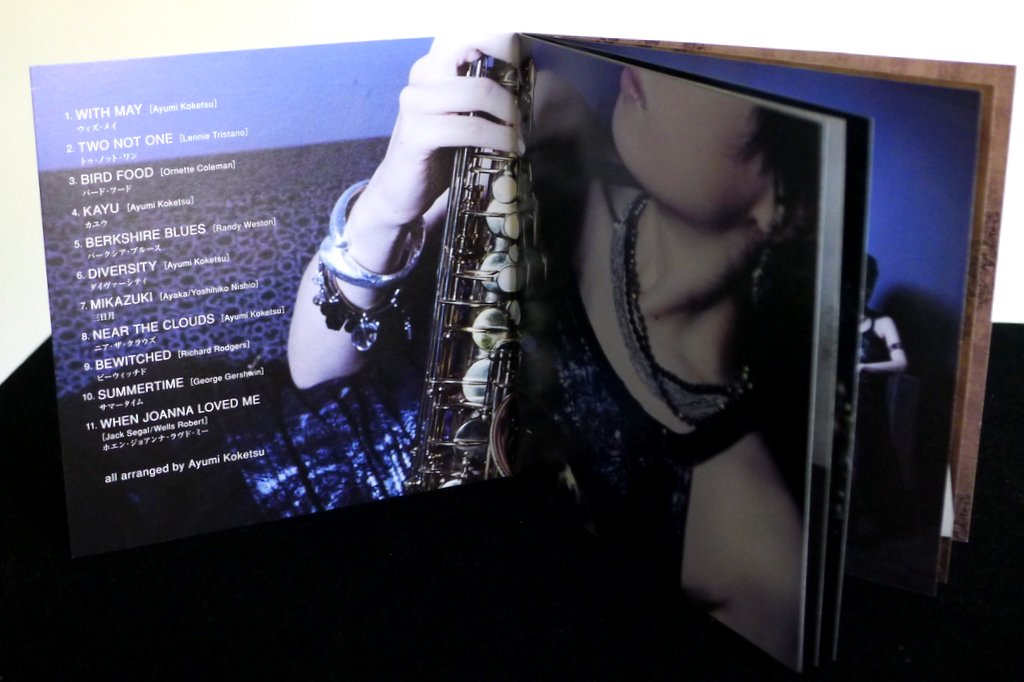 1. WITH MAY [Ayumi Koketsu]
ウィズ・メイ
2. TWO NOT ONE [Lennie Tristano]
トゥ・ノット・ワン
3. BIRD FOOD [Ornette Coleman]
バード・フード
4. KAYU [Ayumi Koketsu]
カユウ
5. BERKSHIRE BLUES [Randy Weston]
バークシア・ブルース
6. DIVERSITY [Ayumi Koketsu]
ダイヴァーシティ
7. MIKAZUKI [Ayaka/Yoshihiko Nishio]
三日月
8. NEAR THE CLOUDS [Ayumi Koketsu]
ニア・ザ・クラウズ
9. BEWITCHED [Richard Rodgers]
ビーウィッチド
10. SUMMERTIME [George Gershwin]
サマータイム
11. WHEN JOANNA LOVED ME
[Jack Segal/Wells Robert]
ホエン・ジョアンナ・ラヴド・ミー
all arranged by Ayumi Koketsu